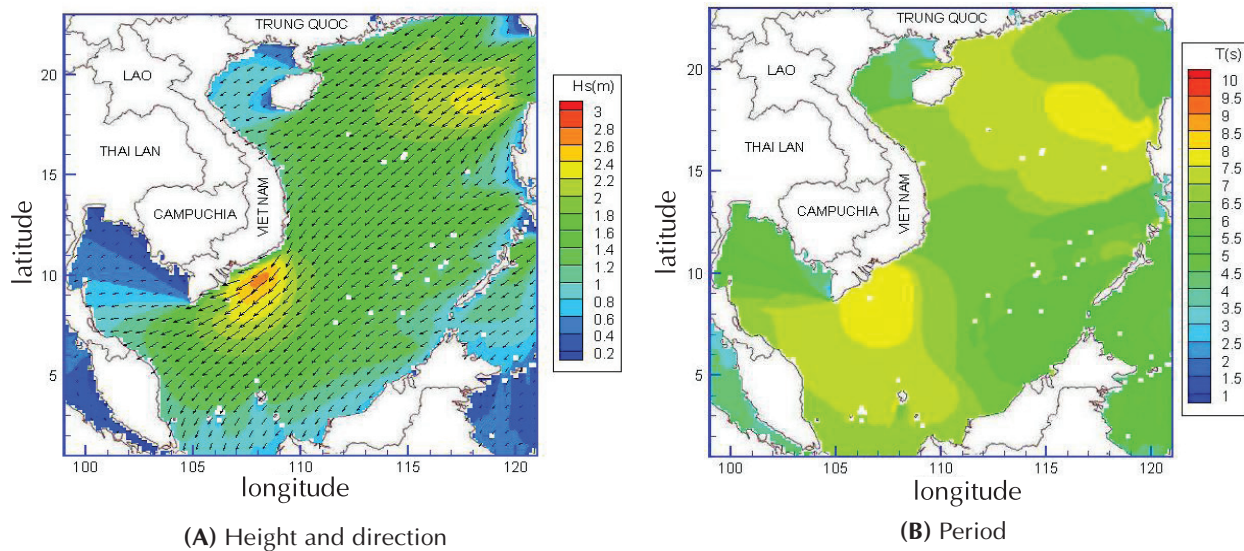 TRUNG QUOC
LAO
THAI LAN
CAMPUCHIA
VIET NAM
20
15
10
5
latitude
100
105
110
115
120
longitude
Hs(m)
3
2.8
2.6
2.4
2.2
2
1.8
1.6
1.4
1.2
1
0.8
0.6
0.4
0.2
(A) Height and direction
TRUNG QUOC
LAO
THAI LAN
CAMPUCHIA
VIET NAM
20
15
10
5
latitude
100
105
110
115
120
longitude
T(s)
10
9.5
9
8.5
8
7.5
7
6.5
6
5.5
5
4.5
4
3.5
3
2.5
2
1.5
1
(B) Period